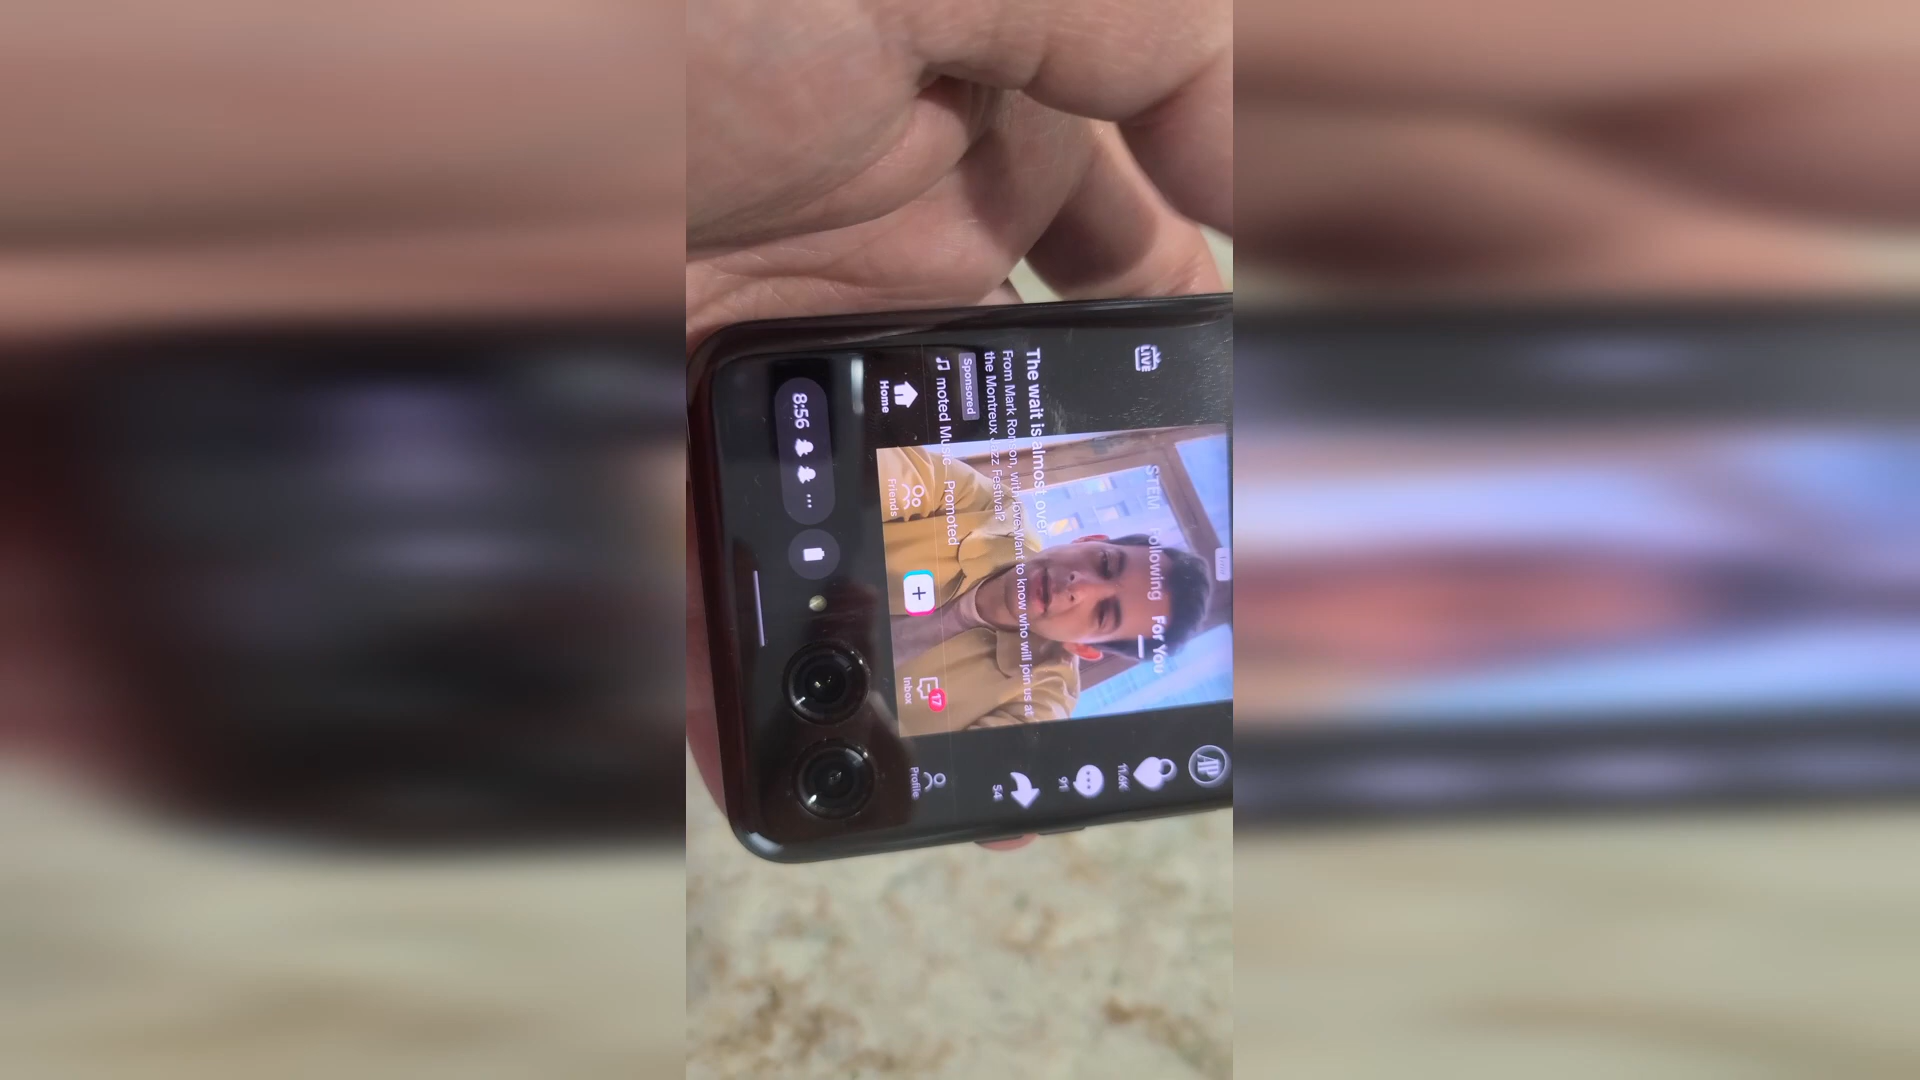 LIVE
STEM Following For You
AP
11.6K
91
54
The wait is almost over
From Mark Ronson, with love. Want to know who will join us at
the Montreux Jazz Festival?
Sponsored
moted Music Promoted
Home
Friends
Inbox
17
Profile
8:56